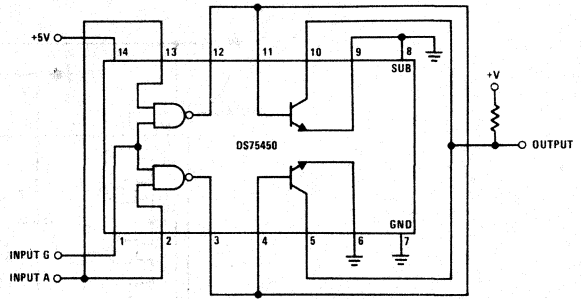 +5V
14 13 12 11 10 9 8
SUB
+V
DS75450
OUTPUT
GND
1 2 3 4 5 6 7
INPUT G
INPUT A